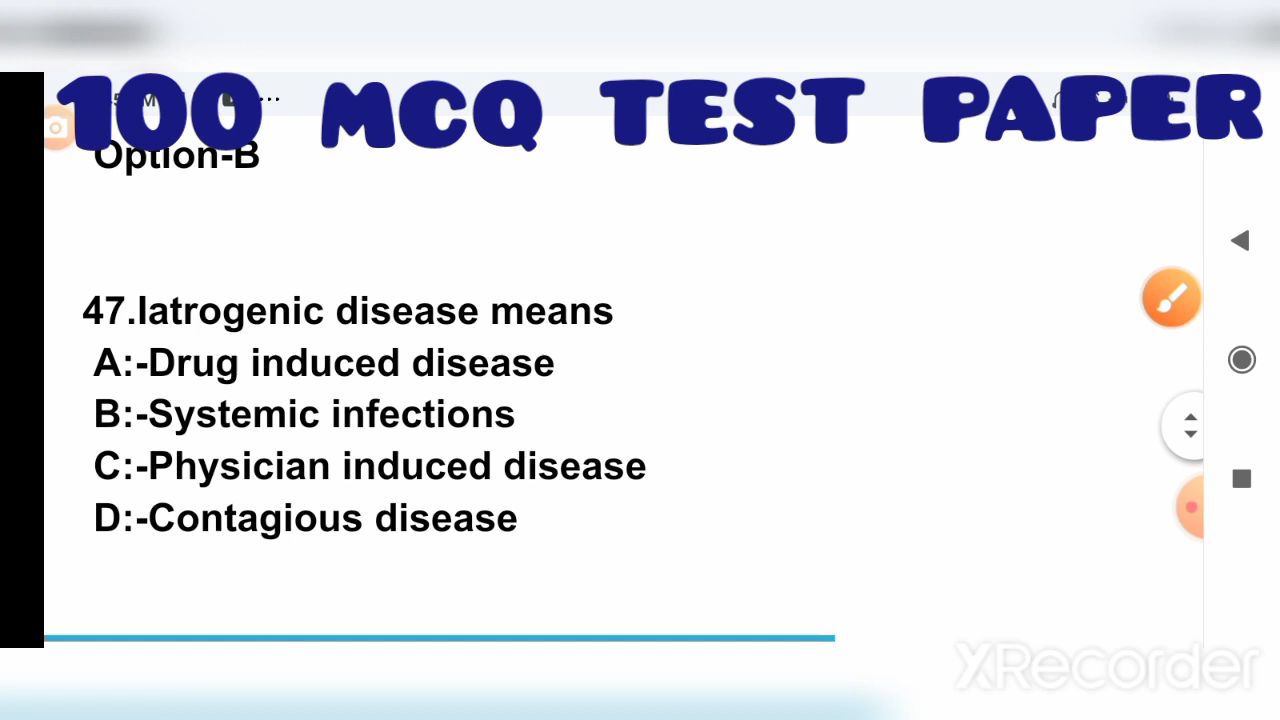 100 MCQ TEST PAPER
Option-B
47.Iatrogenic disease means
A:-Drug induced disease
B:-Systemic infections
C:-Physician induced disease
D:-Contagious disease
XRecorder